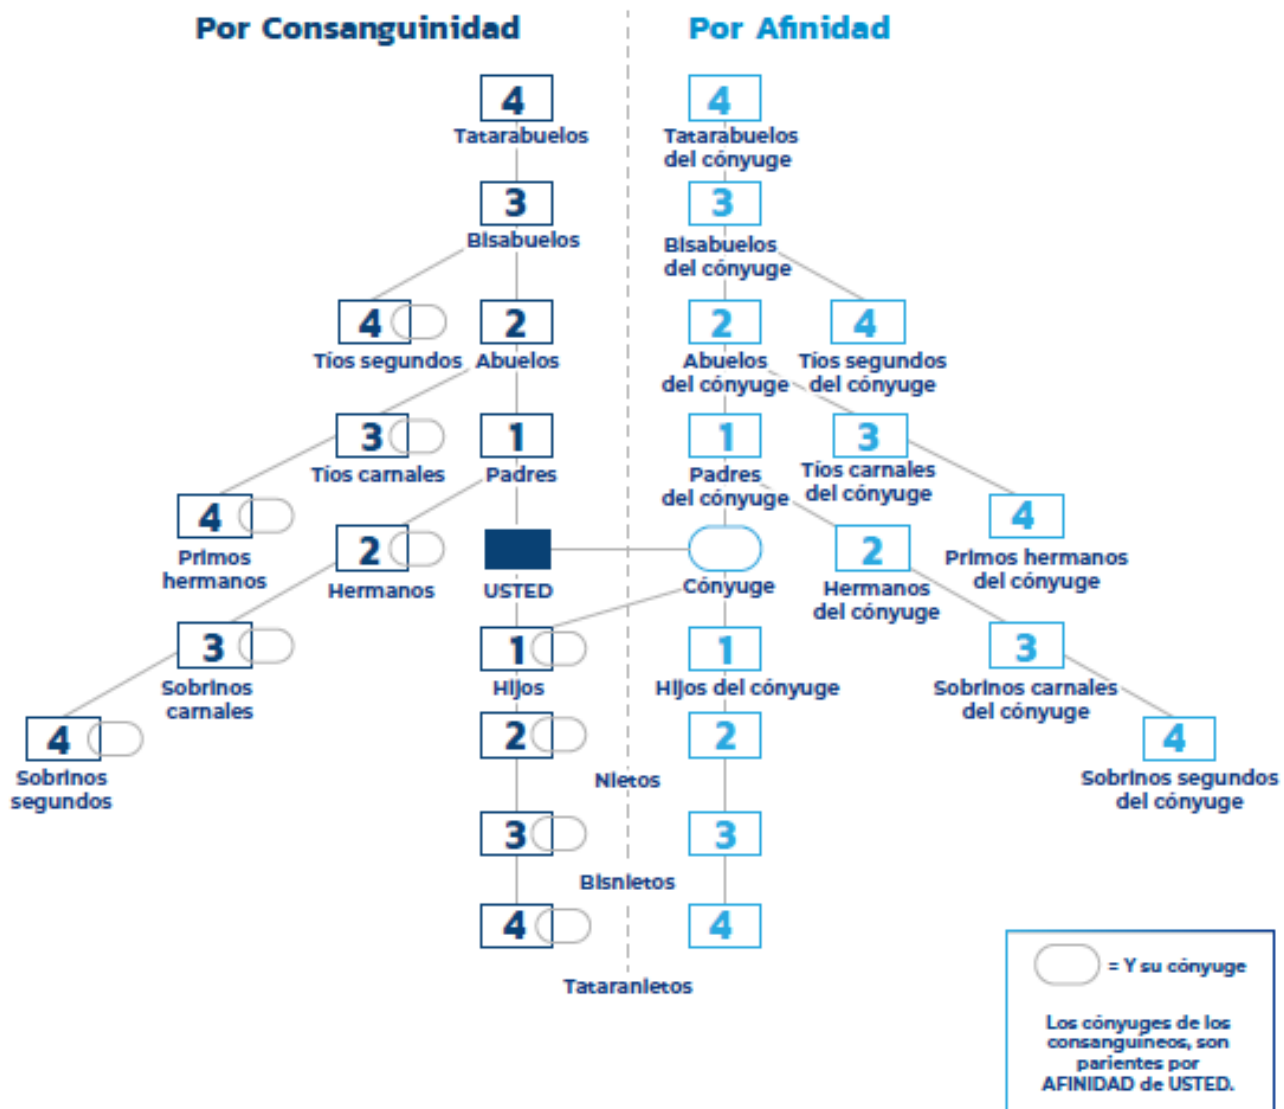 Por Consanguinidad
Por Afinidad
4
Tatarabuelos
4
Tatarabuelos
del cónyuge
3
Bisabuelos
3
Bisabuelos
del cónyuge
4
Tíos segundos
2
Abuelos
2
Abuelos
del cónyuge
4
Tíos segundos
del cónyuge
3
Tíos carnales
1
Padres
1
Padres
del cónyuge
3
Tíos carnales
del cónyuge
4
Primos
hermanos
2
Hermanos
USTED
Cónyuge
2
Hermanos
del cónyuge
4
Primos hermanos
del cónyuge
3
Sobrinos
carnales
1
Hijos
1
Hijos del cónyuge
3
Sobrinos carnales
del cónyuge
4
Sobrinos
segundos
2
2
Nietos
4
Sobrinos segundos
del cónyuge
3
3
Bisnietos
4
4
Tataranietos
= Y su cónyuge
Los cónyuges de los
consanguíneos, son
parientes por
AFINIDAD de USTED.